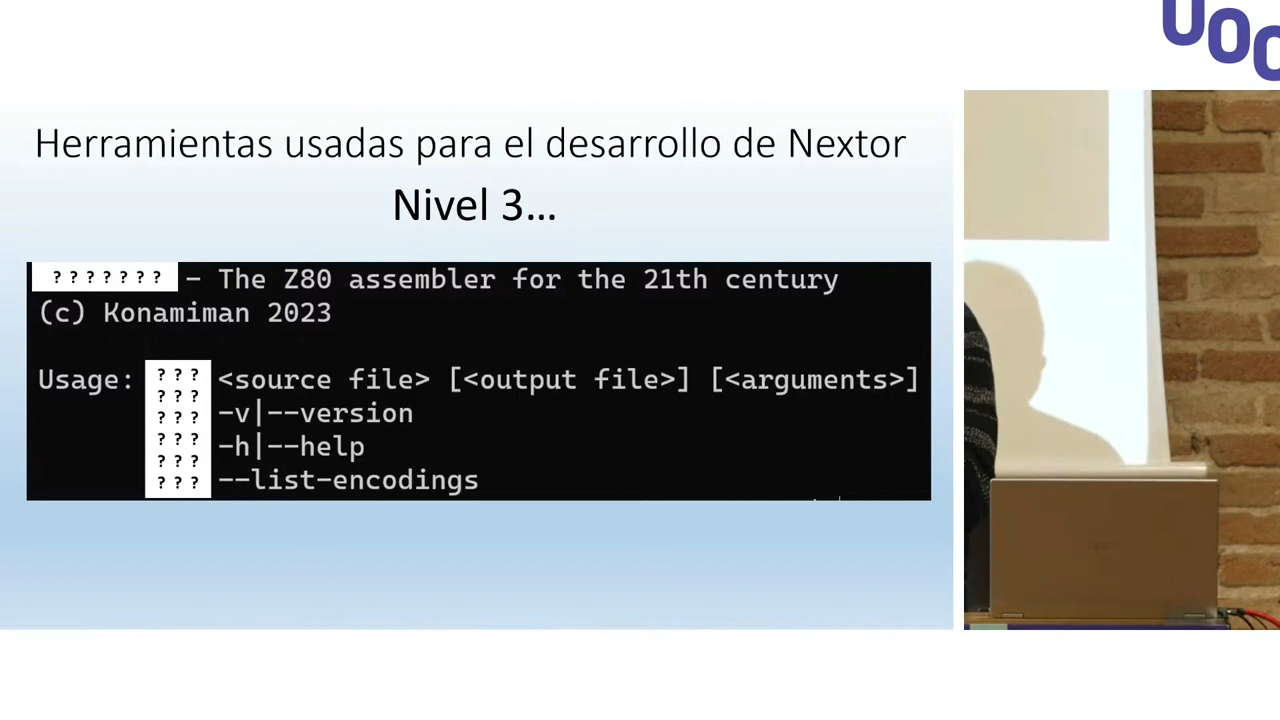 UOC
Herramientas usadas para el desarrollo de Nextor
Nivel 3…
??????? - The Z80 assembler for the 21th century
(c) Konamiman 2023
Usage: ??? <source file> [<output file>] [<arguments>]
???
??? -v|--version
??? -h|--help
???
??? --list-encodings